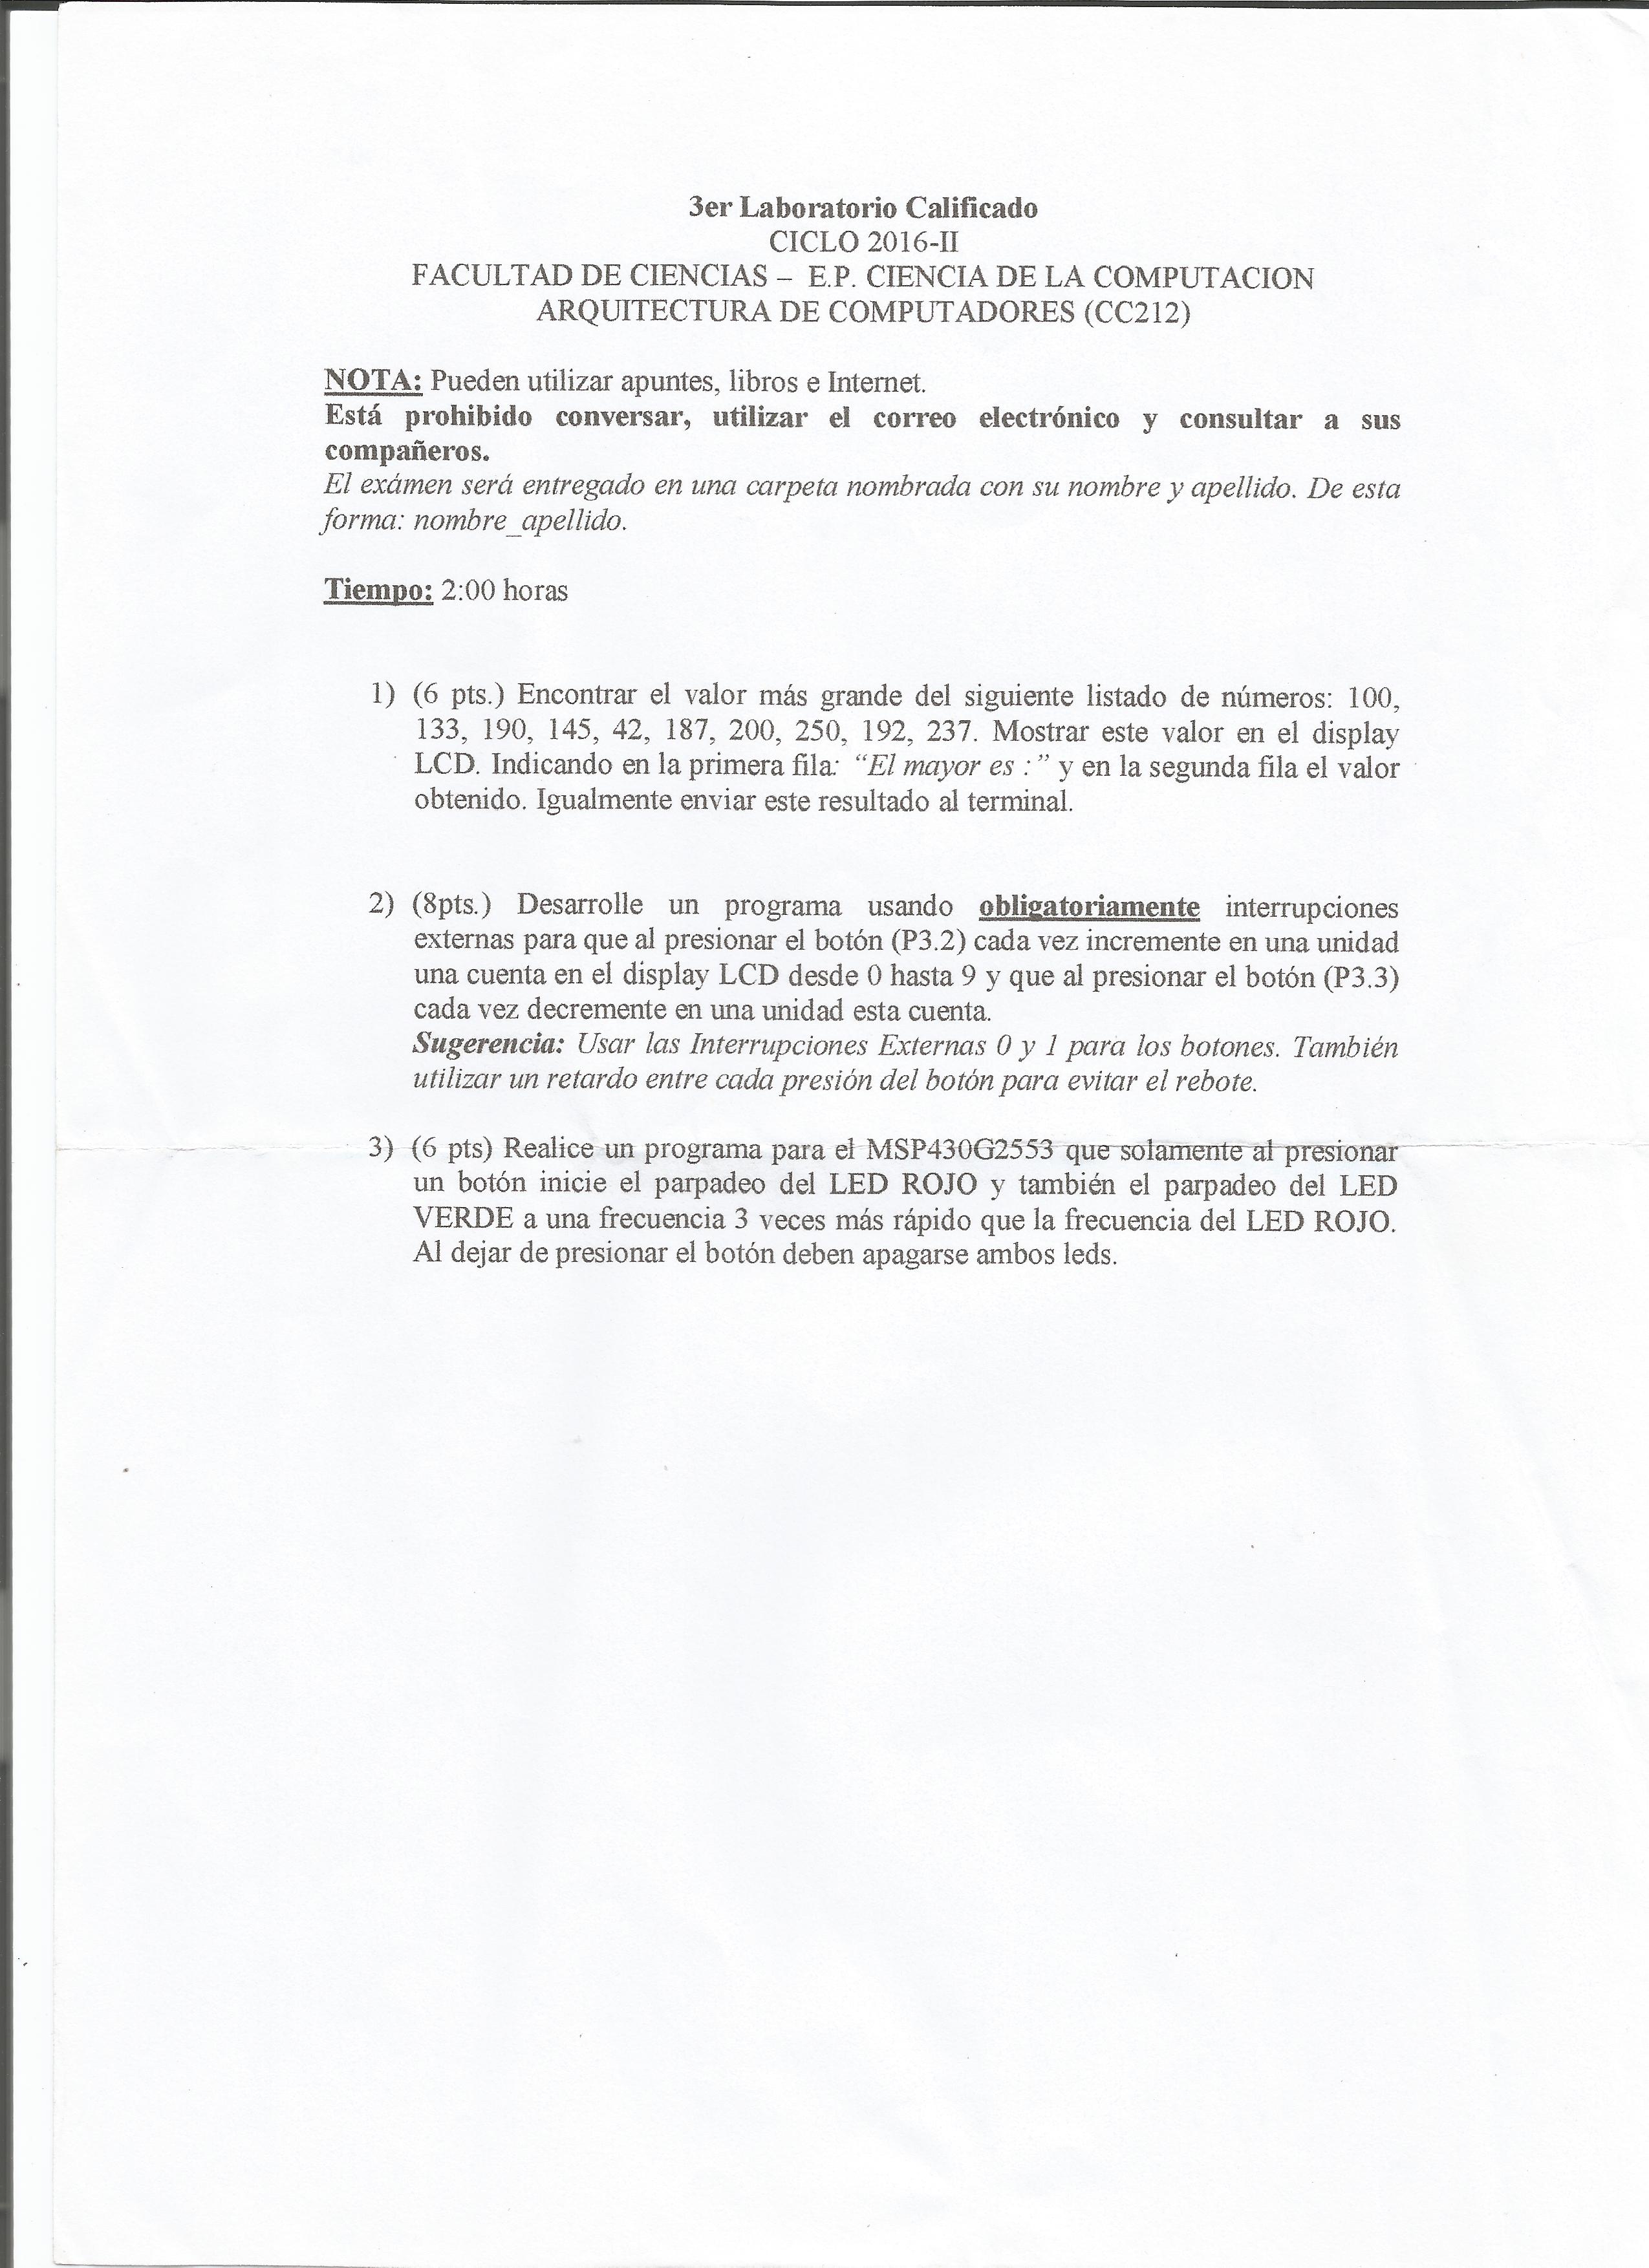 3er Laboratorio Calificado
CICLO 2016-II
FACULTAD DE CIENCIAS – E.P. CIENCIA DE LA COMPUTACION
ARQUITECTURA DE COMPUTADORES (CC212)
NOTA: Pueden utilizar apuntes, libros e Internet.
Está prohibido conversar, utilizar el correo electrónico y consultar a sus
compañeros.
El exámen será entregado en una carpeta nombrada con su nombre y apellido. De esta
forma: nombre_apellido.
Tiempo: 2:00 horas
1) (6 pts.) Encontrar el valor más grande del siguiente listado de números: 100,
133, 190, 145, 42, 187, 200, 250, 192, 237. Mostrar este valor en el display
LCD. Indicando en la primera fila: “El mayor es : ” y en la segunda fila el valor
obtenido. Igualmente enviar este resultado al terminal.
2) (8pts.) Desarrolle un programa usando obligatoriamente interrupciones
externas para que al presionar el botón (P3.2) cada vez incremente en una unidad
una cuenta en el display LCD desde 0 hasta 9 y que al presionar el botón (P3.3)
cada vez decremente en una unidad esta cuenta.
Sugerencia: Usar las Interrupciones Externas 0 y 1 para los botones. También
utilizar un retardo entre cada presión del botón para evitar el rebote.
3) (6 pts) Realice un programa para el MSP430G2553 que solamente al presionar
un botón inicie el parpadeo del LED ROJO y también el parpadeo del LED
VERDE a una frecuencia 3 veces más rápido que la frecuencia del LED ROJO.
Al dejar de presionar el botón deben apagarse ambos leds.